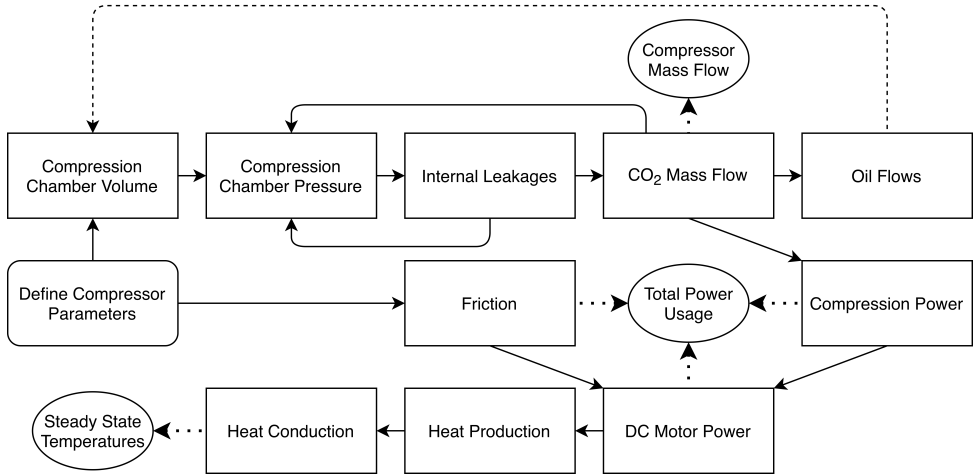 Compressor
Mass Flow
Compression
Chamber Volume
Compression
Chamber Pressure
Internal Leakages
CO₂ Mass Flow
Oil Flows
Define Compressor
Parameters
Friction
Total Power
Usage
Compression Power
Steady State
Temperatures
Heat Conduction
Heat Production
DC Motor Power